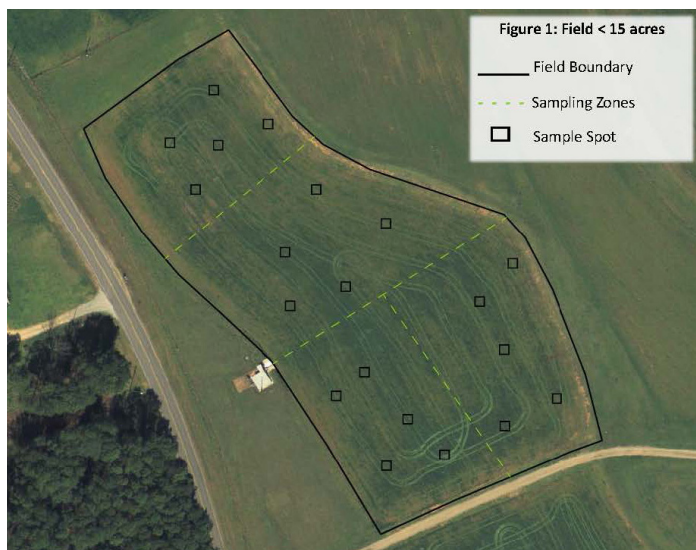 Figure 1: Field < 15 acres
Field Boundary
Sampling Zones
Sample Spot